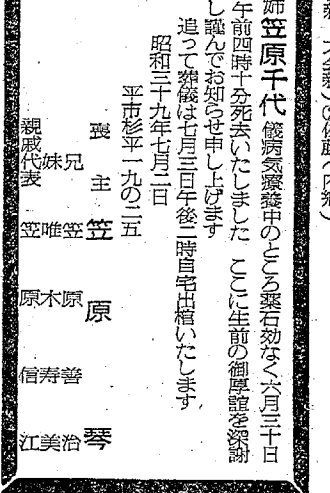 姉 笠原千代 儀病気療養中のところ薬石効なく六月三十日
午前四時十分死去いたしました ここに生前の御厚誼を深謝
し謹んでお知らせ申し上げます
追って葬儀は七月三日午後二時自宅出棺いたします
昭和三十九年七月二日
平市杉平一九の二五
喪主 笠原琴
兄 笠原善治
妹 唯木寿美
親戚代表 笠原信江